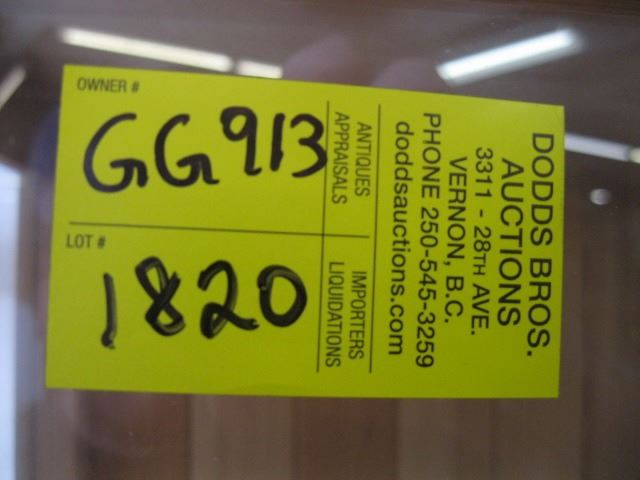 DODDS BROS.
AUCTIONS
3311 - 28TH AVE.
VERNON, B.C.
PHONE 250-545-3259
doddsauctions.com
ANTIQUES
APPRAISALS
IMPORTERS
LIQUIDATIONS
OWNER #
GG913
LOT #
1820